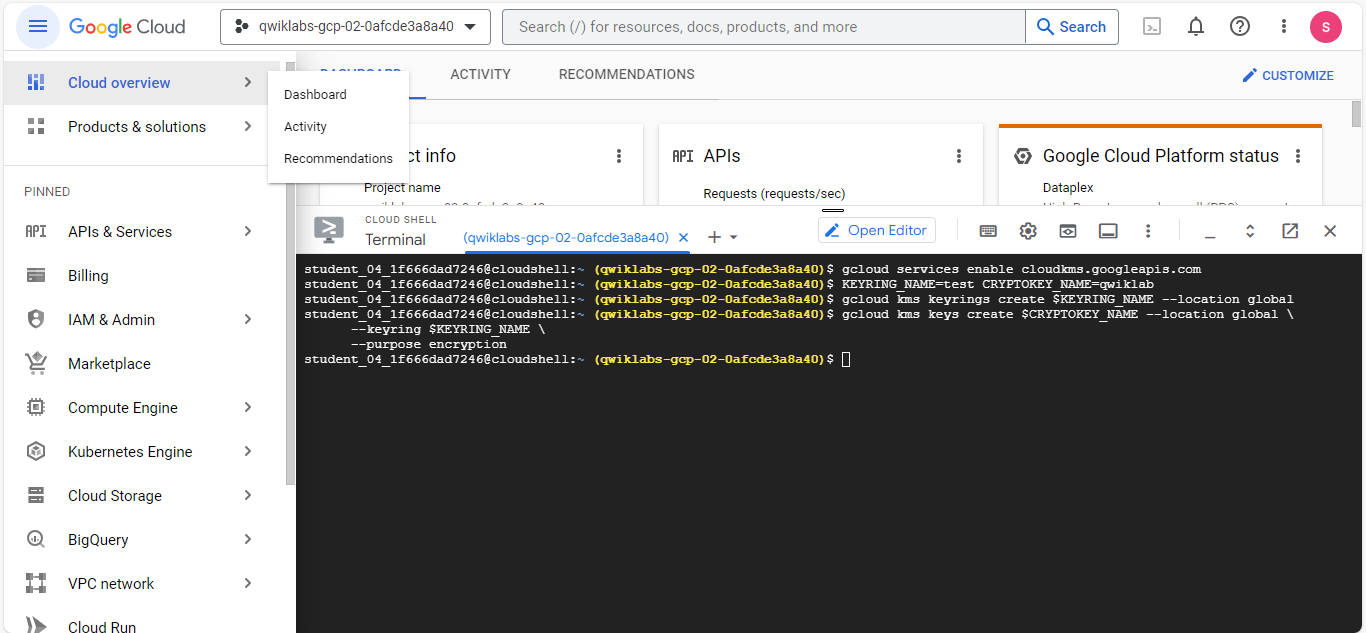 Google Cloud
qwiklabs-gcp-02-0afcde3a8a40
Search (/) for resources, docs, products, and more
Search
S
Cloud overview
Products & solutions
PINNED
API APIs & Services
Billing
IAM & Admin
Marketplace
Compute Engine
Kubernetes Engine
Cloud Storage
BigQuery
VPC network
Cloud Run
Dashboard
Activity
Recommendations
DASHBOARD
ACTIVITY
RECOMMENDATIONS
CUSTOMIZE
ct info
Project name
API APIs
Requests (requests/sec)
Google Cloud Platform status
Dataplex
CLOUD SHELL
Terminal
(qwiklabs-gcp-02-0afcde3a8a40)
Open Editor
student_04_1f666dad7246@cloudshell:~ (qwiklabs-gcp-02-0afcde3a8a40)$ gcloud services enable cloudkms.googleapis.com
student_04_1f666dad7246@cloudshell:~ (qwiklabs-gcp-02-0afcde3a8a40)$ KEYRING_NAME=test CRYPTOKEY_NAME=qwiklab
student_04_1f666dad7246@cloudshell:~ (qwiklabs-gcp-02-0afcde3a8a40)$ gcloud kms keyrings create $KEYRING_NAME --location global
student_04_1f666dad7246@cloudshell:~ (qwiklabs-gcp-02-0afcde3a8a40)$ gcloud kms keys create $CRYPTOKEY_NAME --location global \
--keyring $KEYRING_NAME \
--purpose encryption
student_04_1f666dad7246@cloudshell:~ (qwiklabs-gcp-02-0afcde3a8a40)$